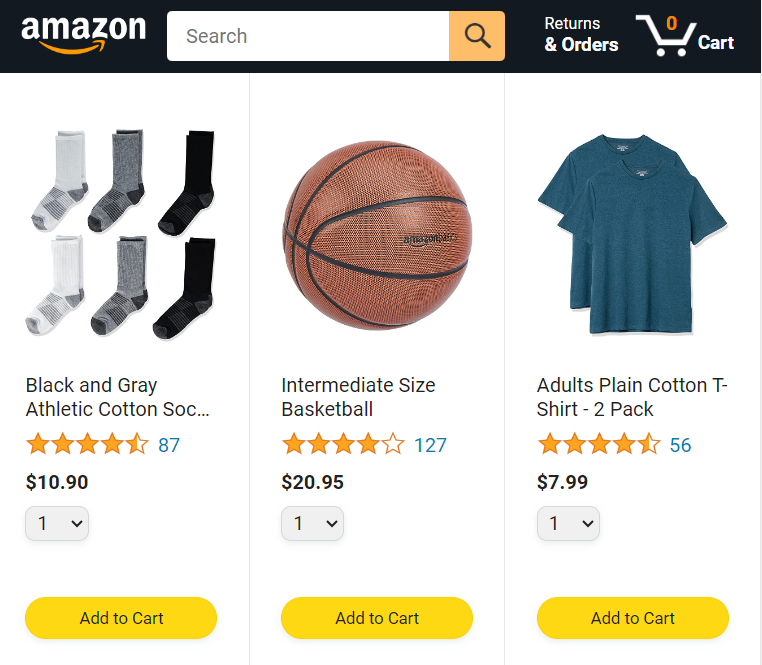 amazon
Search
Returns
& Orders
0
Cart
Black and Gray
Athletic Cotton Soc...
87
$10.90
1
Add to Cart
amazon
Intermediate Size
Basketball
127
$20.95
1
Add to Cart
Adults Plain Cotton T-
Shirt - 2 Pack
56
$7.99
1
Add to Cart